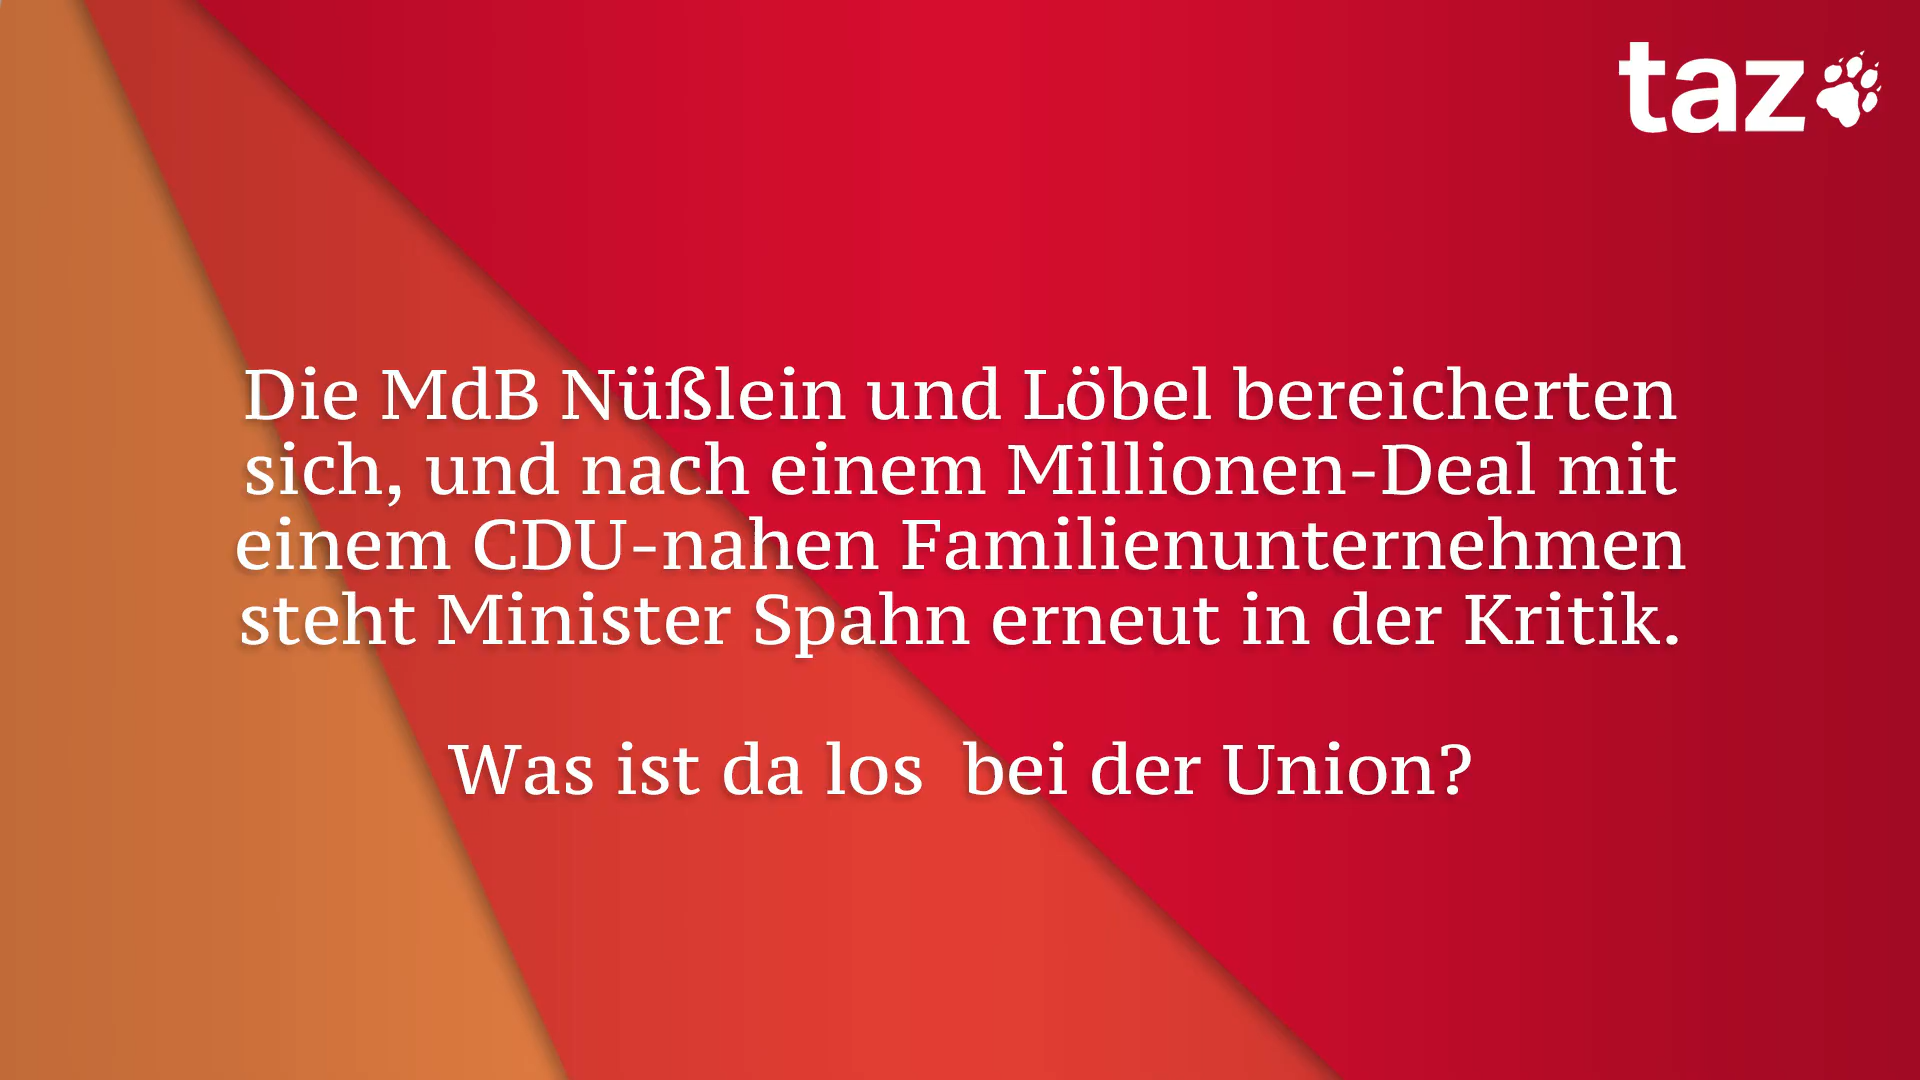 taz
Die MdB Nüßlein und Löbel bereicherten
sich, und nach einem Millionen-Deal mit
einem CDU-nahen Familienunternehmen
steht Minister Spahn erneut in der Kritik.
Was ist da los  bei der Union?